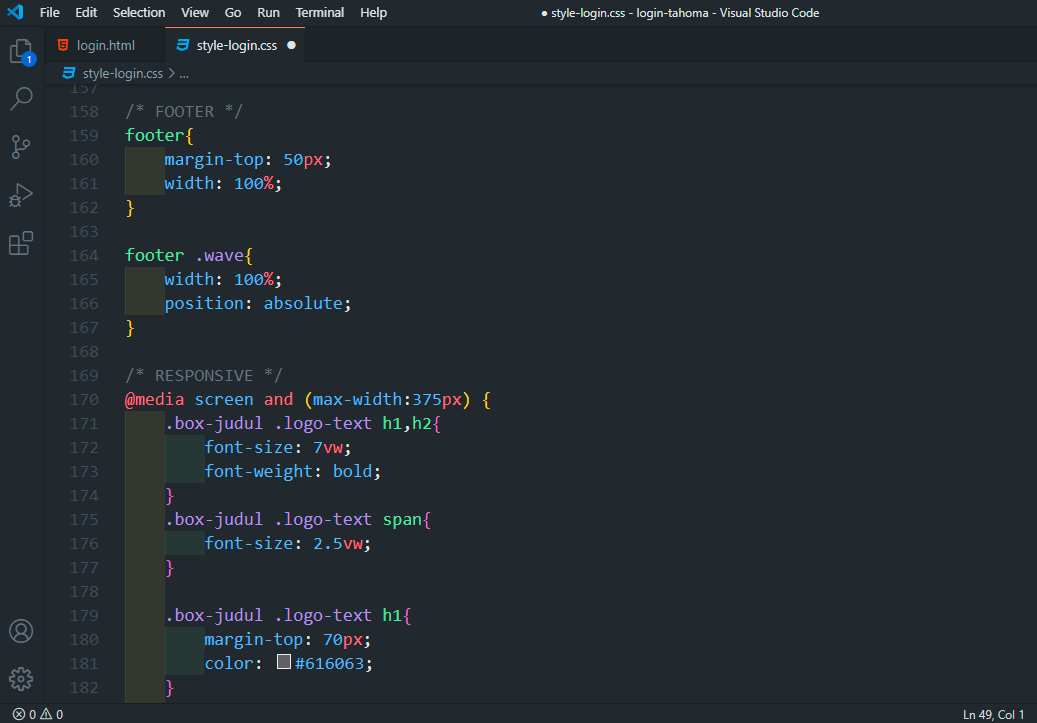 File Edit Selection View Go Run Terminal Help ● style-login.css - login-tahoma - Visual Studio Code
login.html style-login.css ●
style-login.css > ...
1
157
158 /* FOOTER */
159 footer{
160 margin-top: 50px;
161 width: 100%;
162 }
163
164 footer .wave{
165 width: 100%;
166 position: absolute;
167 }
168
169 /* RESPONSIVE */
170 @media screen and (max-width:375px) {
171 .box-judul .logo-text h1,h2{
172 font-size: 7vw;
173 font-weight: bold;
174 }
175 .box-judul .logo-text span{
176 font-size: 2.5vw;
177 }
178
179 .box-judul .logo-text h1{
180 margin-top: 70px;
181 color: #616063;
182 }
0 0 Ln 49, Col 1